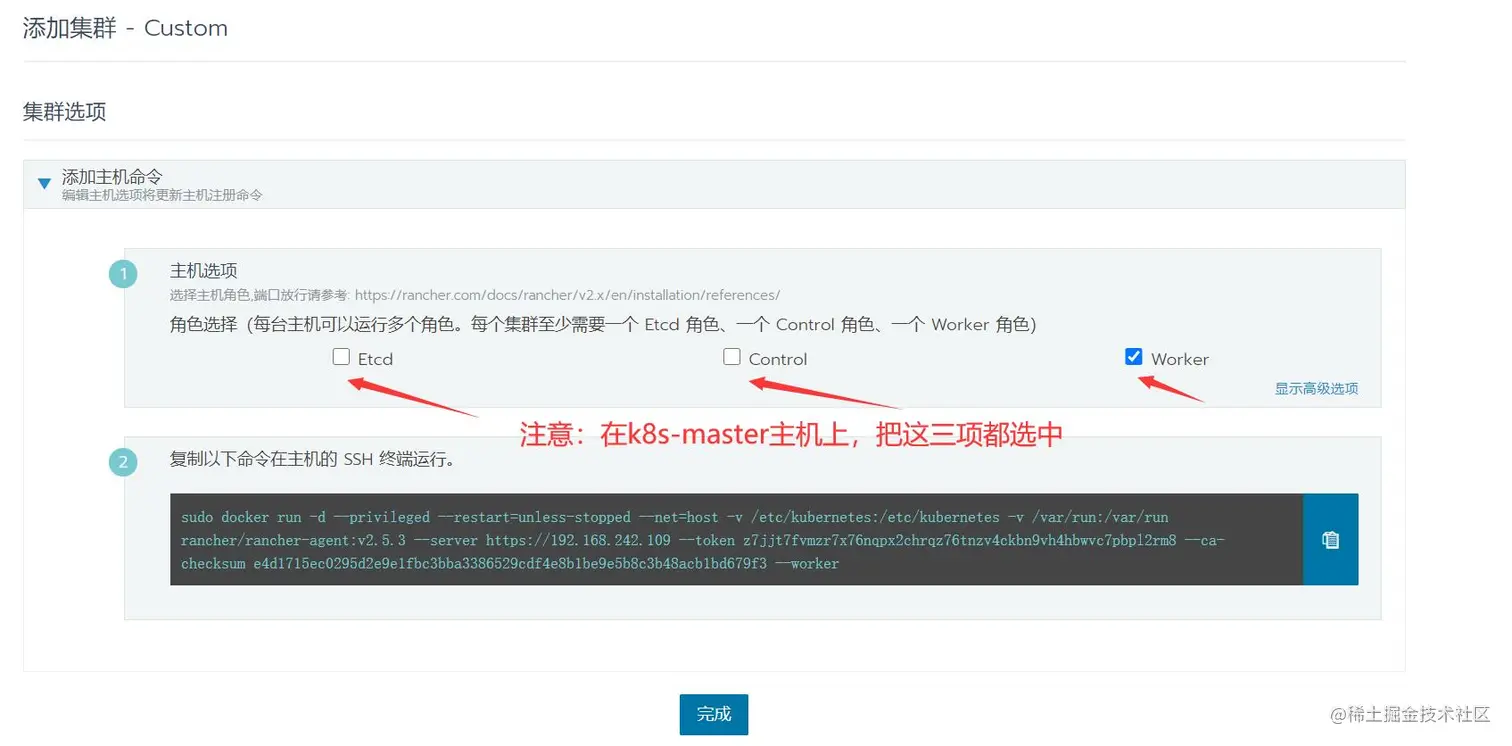 添加集群 - Custom
集群选项
添加主机命令
编辑主机选项将更新主机注册命令
1
主机选项
选择主机角色,端口放行请参考: https://rancher.com/docs/rancher/v2.x/en/installation/references/
角色选择（每台主机可以运行多个角色。每个集群至少需要一个 Etcd 角色、一个 Control 角色、一个 Worker 角色）
Etcd Control Worker
显示高级选项
注意：在k8s-master主机上，把这三项都选中
2
复制以下命令在主机的 SSH 终端运行。
sudo docker run -d --privileged --restart=unless-stopped --net=host -v /etc/kubernetes:/etc/kubernetes -v /var/run:/var/run
rancher/rancher-agent:v2.5.3 --server https://192.168.242.109 --token z7jjt7fvmzr7x76nqpx2chrqz76tnzv4ckbn9vh4hbwvc7pbpl2rm8 --ca-
checksum e4d1715ec0295d2e9e1fbc3bba3386529cdf4e8b1be9e5b8c3b48acb1bd679f3 --worker
完成
@稀土掘金技术社区